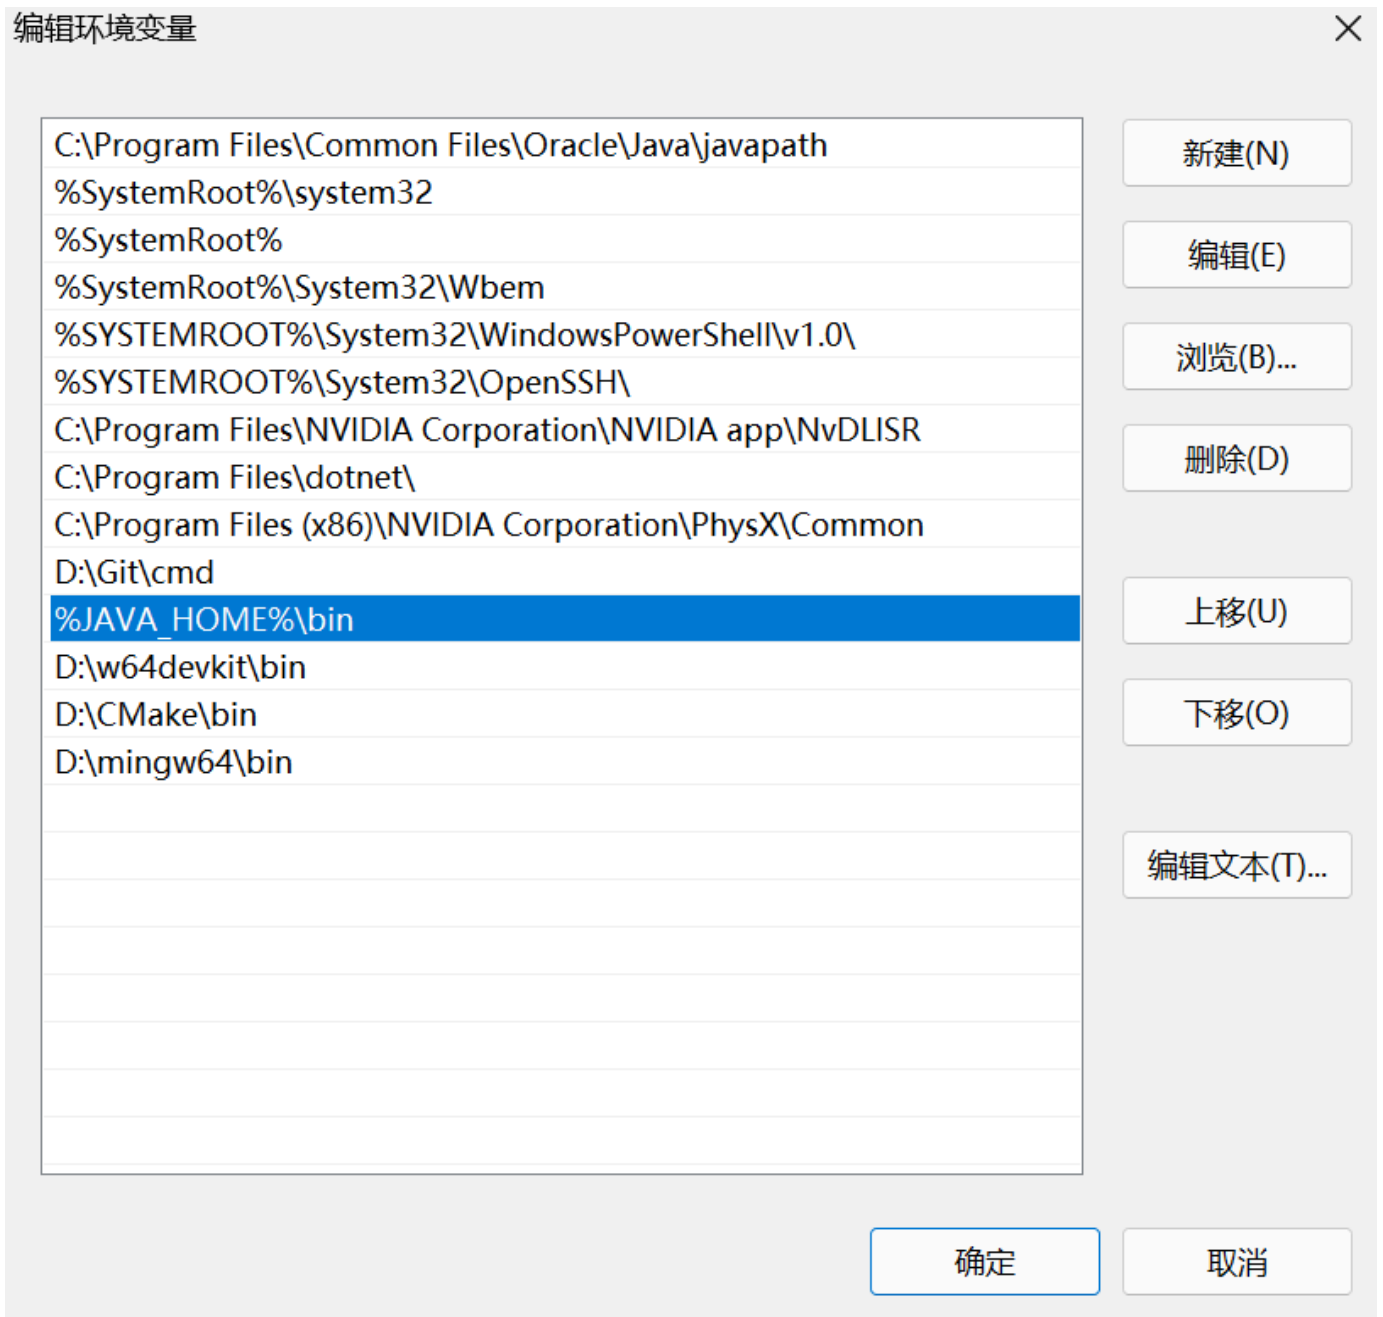 编辑环境变量
C:\Program Files\Common Files\Oracle\Java\javapath
%SystemRoot%\system32
%SystemRoot%
%SystemRoot%\System32\Wbem
%SYSTEMROOT%\System32\WindowsPowerShell\v1.0\
%SYSTEMROOT%\System32\OpenSSH\
C:\Program Files\NVIDIA Corporation\NVIDIA app\NvDLISR
C:\Program Files\dotnet\
C:\Program Files (x86)\NVIDIA Corporation\PhysX\Common
D:\Git\cmd
%JAVA_HOME%\bin
D:\w64devkit\bin
D:\CMake\bin
D:\mingw64\bin
新建(N)
编辑(E)
浏览(B)...
删除(D)
上移(U)
下移(O)
编辑文本(T)...
确定
取消